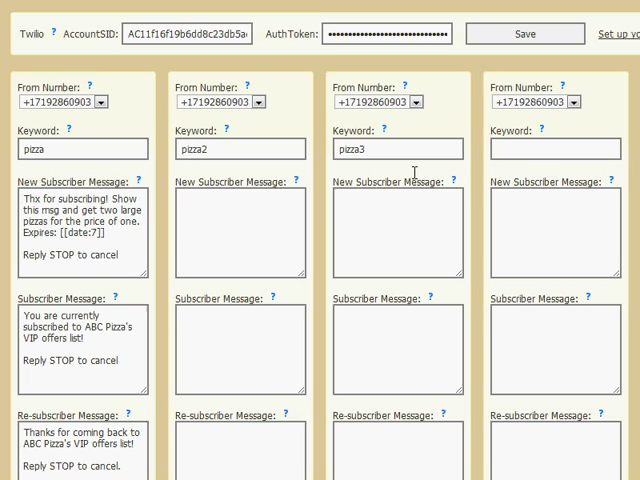 Twilio ? AccountSID: AC11f16f19b6dd8c23db5a AuthToken: •••••••••••••••••••••••••••••• Save Set up yo
From Number: ? From Number: ? From Number: ? From Number: ?
+17192860903 +17192860903 +17192860903 +17192860903
Keyword: ? Keyword: ? Keyword: ? Keyword: ?
pizza pizza2 pizza3
New Subscriber Message: ? New Subscriber Message: ? New Subscriber Message: ? New Subscriber Message: ?
Thx for subscribing! Show
this msg and get two large
pizzas for the price of one.
Expires: [[date:7]]
Reply STOP to cancel
Subscriber Message: ? Subscriber Message: ? Subscriber Message: ? Subscriber Message: ?
You are currently
subscribed to ABC Pizza's
VIP offers list!
Reply STOP to cancel
Re-subscriber Message: ? Re-subscriber Message: ? Re-subscriber Message: ? Re-subscriber Message: ?
Thanks for coming back to
ABC Pizza's VIP offers list!
Reply STOP to cancel.